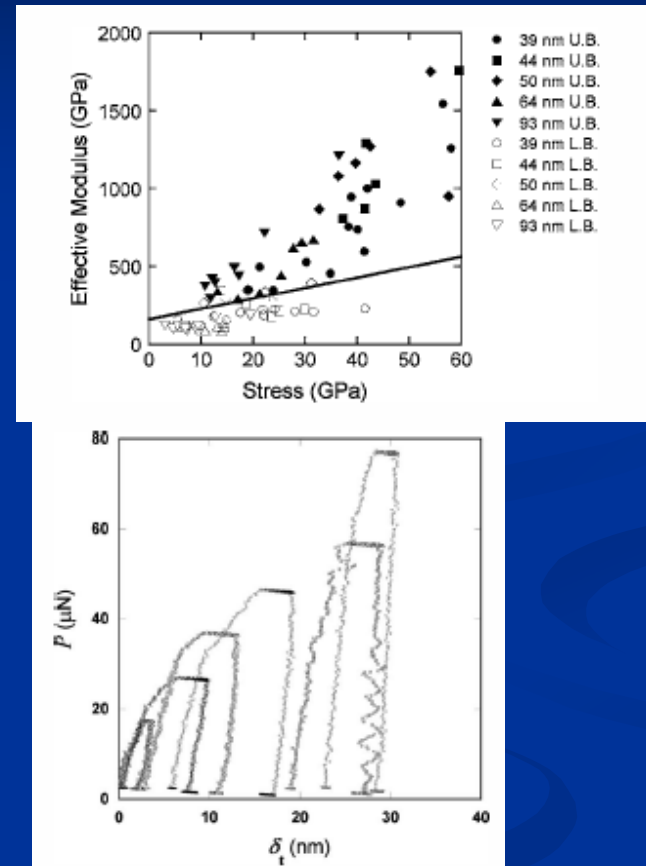 2000
1500
1000
500
0
Effective Modulus (GPa)
0 10 20 30 40 50 60
Stress (GPa)
39 nm U.B.
44 nm U.B.
50 nm U.B.
64 nm U.B.
93 nm U.B.
39 nm L.B.
44 nm L.B.
50 nm L.B.
64 nm L.B.
93 nm L.B.
80
60
40
20
0
P (μN)
0 10 20 30 40
δt (nm)